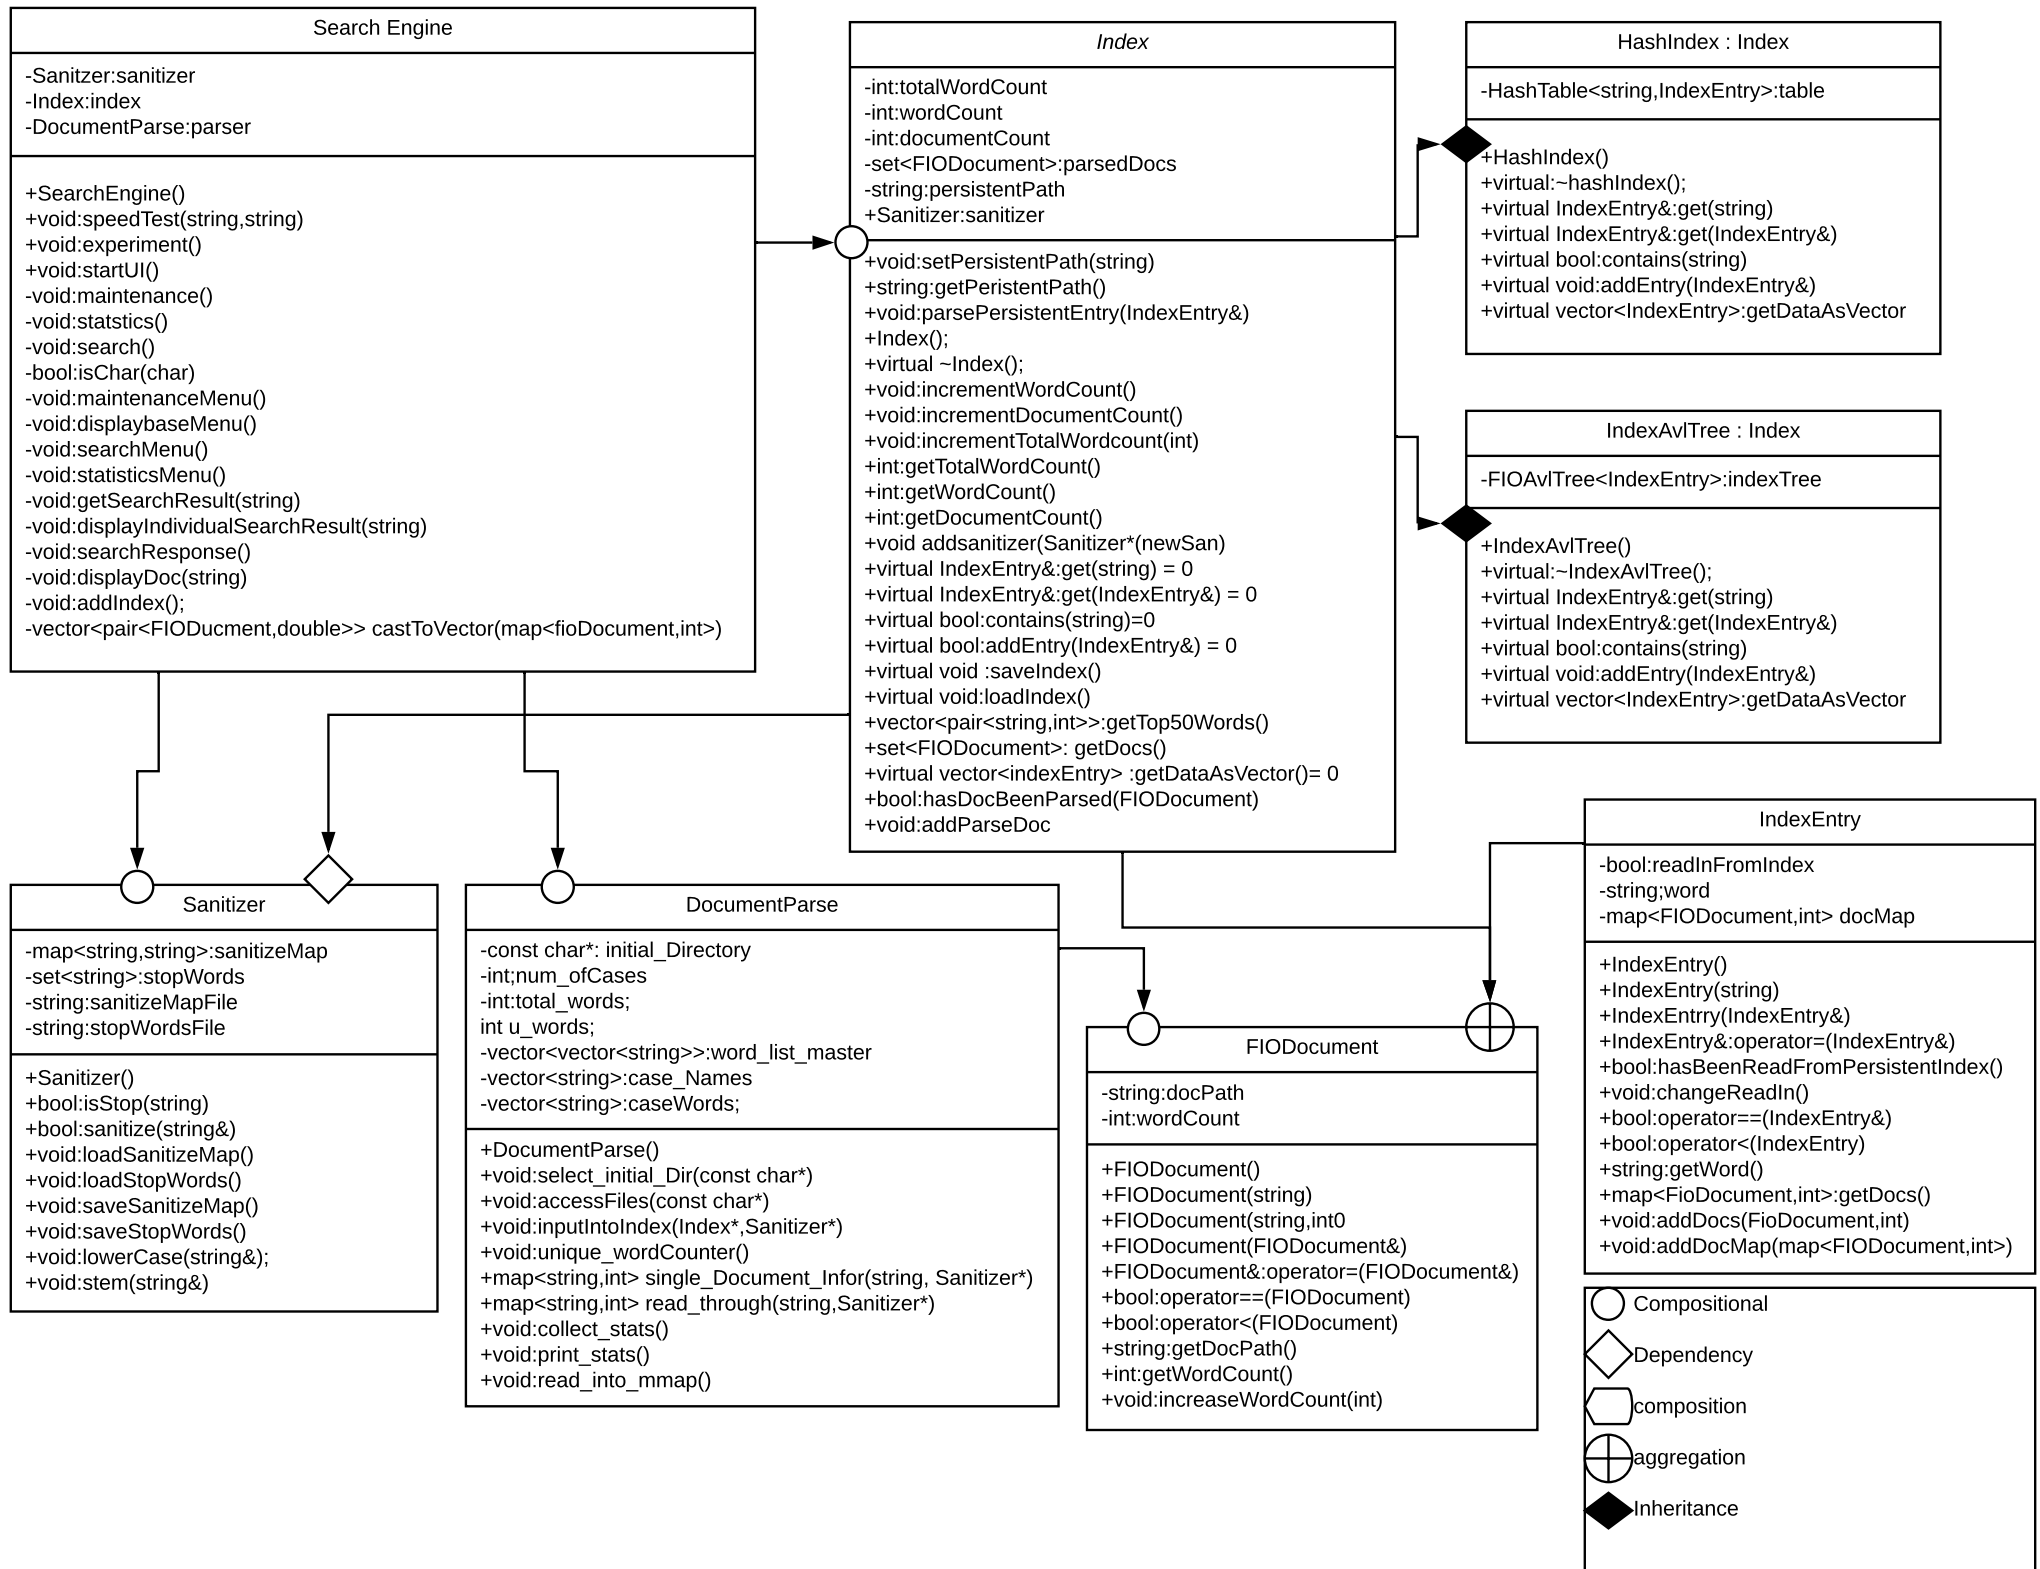 Search Engine
-Sanitzer:sanitizer
-Index:index
-DocumentParse:parser
+SearchEngine()
+void:speedTest(string,string)
+void:experiment()
+void:startUI()
-void:maintenance()
-void:statstics()
-void:search()
-bool:isChar(char)
-void:maintenanceMenu()
-void:displaybaseMenu()
-void:searchMenu()
-void:statisticsMenu()
-void:getSearchResult(string)
-void:displayIndividualSearchResult(string)
-void:searchResponse()
-void:displayDoc(string)
-void:addIndex();
-vector<pair<FIODucment,double>> castToVector(map<fioDocument,int>)
Index
-int:totalWordCount
-int:wordCount
-int:documentCount
-set<FIODocument>:parsedDocs
-string:persistentPath
+Sanitizer:sanitizer
+void:setPersistentPath(string)
+string:getPeristentPath()
+void:parsePersistentEntry(IndexEntry&)
+Index();
+virtual ~Index();
+void:incrementWordCount()
+void:incrementDocumentCount()
+void:incrementTotalWordcount(int)
+int:getTotalWordCount()
+int:getWordCount()
+int:getDocumentCount()
+void addsanitizer(Sanitizer*(newSan)
+virtual IndexEntry&:get(string) = 0
+virtual IndexEntry&:get(IndexEntry&) = 0
+virtual bool:contains(string)=0
+virtual bool:addEntry(IndexEntry&) = 0
+virtual void :saveIndex()
+virtual void:loadIndex()
+vector<pair<string,int>>:getTop50Words()
+set<FIODocument>: getDocs()
+virtual vector<indexEntry> :getDataAsVector()= 0
+bool:hasDocBeenParsed(FIODocument)
+void:addParseDoc
HashIndex : Index
-HashTable<string,IndexEntry>:table
+HashIndex()
+virtual:~hashIndex();
+virtual IndexEntry&:get(string)
+virtual IndexEntry&:get(IndexEntry&)
+virtual bool:contains(string)
+virtual void:addEntry(IndexEntry&)
+virtual vector<IndexEntry>:getDataAsVector
IndexAvlTree : Index
-FIOAvlTree<IndexEntry>:indexTree
+IndexAvlTree()
+virtual:~IndexAvlTree();
+virtual IndexEntry&:get(string)
+virtual IndexEntry&:get(IndexEntry&)
+virtual bool:contains(string)
+virtual void:addEntry(IndexEntry&)
+virtual vector<IndexEntry>:getDataAsVector
Sanitizer
-map<string,string>:sanitizeMap
-set<string>:stopWords
-string:sanitizeMapFile
-string:stopWordsFile
+Sanitizer()
+bool:isStop(string)
+bool:sanitize(string&)
+void:loadSanitizeMap()
+void:loadStopWords()
+void:saveSanitizeMap()
+void:saveStopWords()
+void:lowerCase(string&);
+void:stem(string&)
DocumentParse
-const char*: initial_Directory
-int;num_ofCases
-int:total_words;
int u_words;
-vector<vector<string>>:word_list_master
-vector<string>:case_Names
-vector<string>:caseWords;
+DocumentParse()
+void:select_initial_Dir(const char*)
+void:accessFiles(const char*)
+void:inputIntoIndex(Index*,Sanitizer*)
+void:unique_wordCounter()
+map<string,int> single_Document_Infor(string, Sanitizer*)
+map<string,int> read_through(string,Sanitizer*)
+void:collect_stats()
+void:print_stats()
+void:read_into_mmap()
FIODocument
-string:docPath
-int:wordCount
+FIODocument()
+FIODocument(string)
+FIODocument(string,int0
+FIODocument(FIODocument&)
+FIODocument&:operator=(FIODocument&)
+bool:operator==(FIODocument)
+bool:operator<(FIODocument)
+string:getDocPath()
+int:getWordCount()
+void:increaseWordCount(int)
IndexEntry
-bool:readInFromIndex
-string;word
-map<FIODocument,int> docMap
+IndexEntry()
+IndexEntry(string)
+IndexEntrry(IndexEntry&)
+IndexEntry&:operator=(IndexEntry&)
+bool:hasBeenReadFromPersistentIndex()
+void:changeReadIn()
+bool:operator==(IndexEntry&)
+bool:operator<(IndexEntry)
+string:getWord()
+map<FioDocument,int>:getDocs()
+void:addDocs(FioDocument,int)
+void:addDocMap(map<FIODocument,int>)
Compositional
Dependency
composition
aggregation
Inheritance